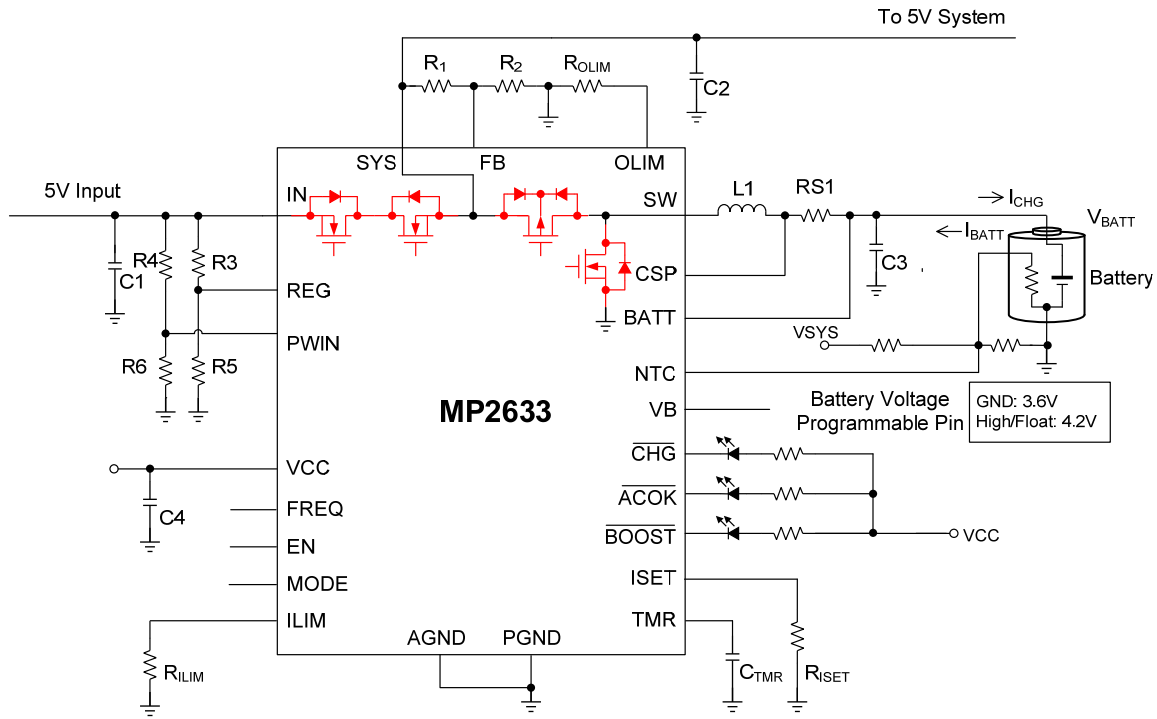 To 5V System
R1
R2
ROLIM
C2
SYS
FB
OLIM
5V Input
IN
SW
L1
RS1
ICHG
IBATT
VBATT
C1
R4
R3
C3
Battery
CSP
REG
BATT
PWIN
VSYS
R6
R5
NTC
MP2633
VB
Battery Voltage
Programmable Pin
GND: 3.6V
High/Float: 4.2V
CHG
VCC
ACOK
C4
FREQ
BOOST
VCC
EN
ISET
MODE
ILIM
TMR
AGND
PGND
RILIM
CTMR
RISET